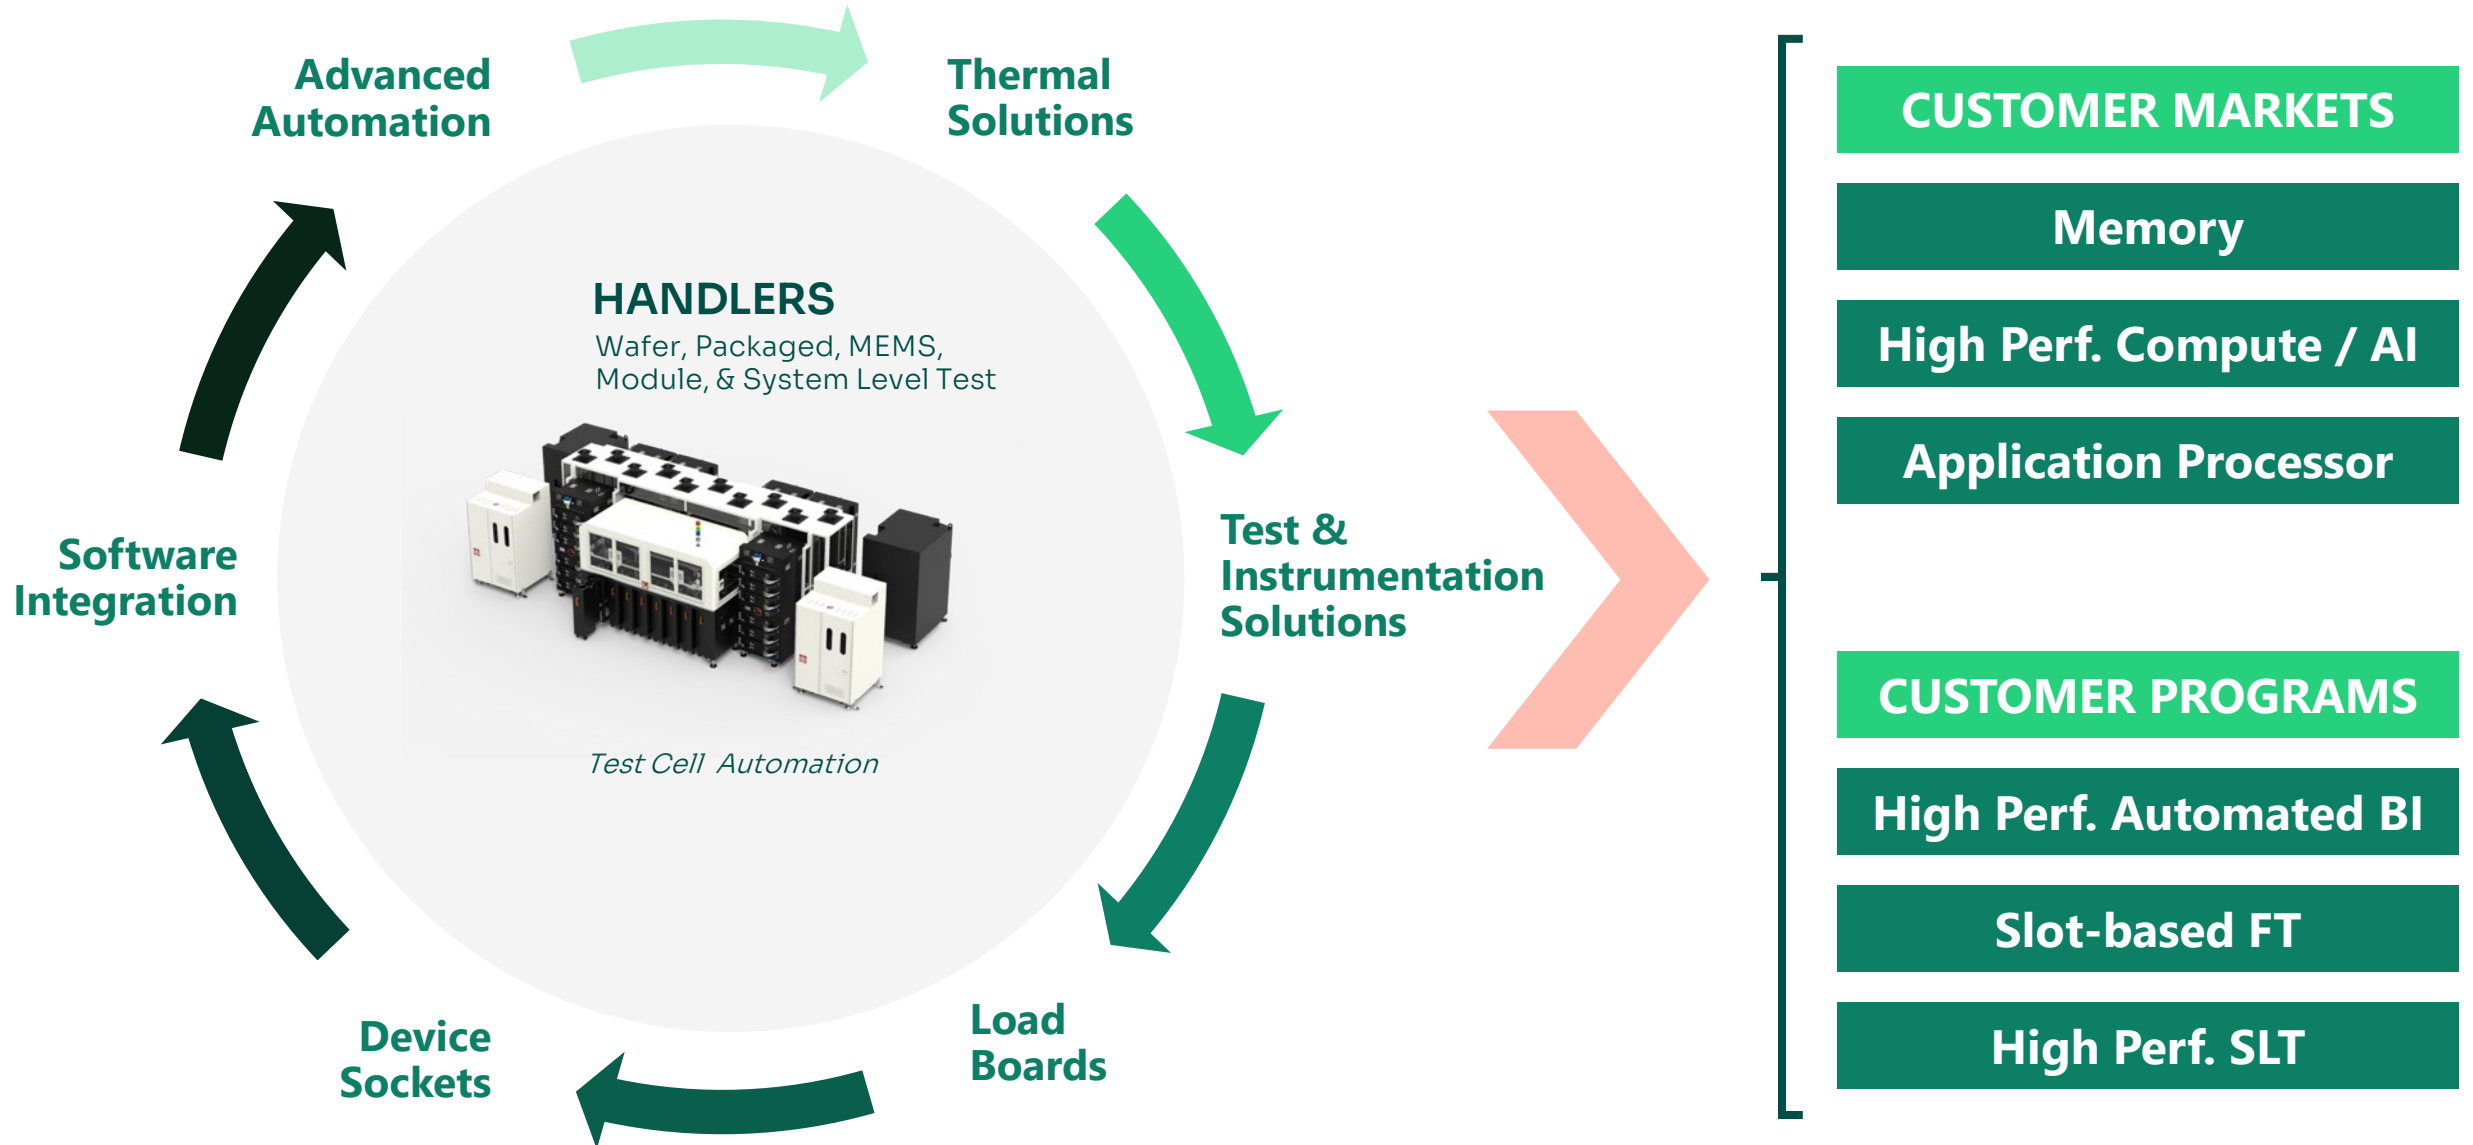 Advanced
Automation
Thermal
Solutions
HANDLERS
Wafer, Packaged, MEMS,
Module, & System Level Test
Test &
Instrumentation
Solutions
Software
Integration
Test Cell Automation
Load
Boards
Device
Sockets
CUSTOMER MARKETS
Memory
High Perf. Compute / AI
Application Processor
CUSTOMER PROGRAMS
High Perf. Automated BI
Slot-based FT
High Perf. SLT